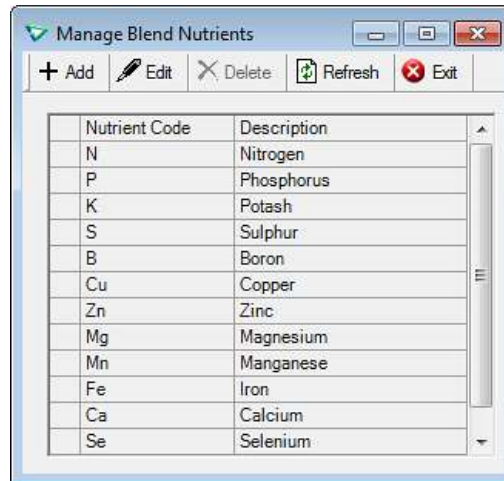 Manage Blend Nutrients
Add Edit Delete Refresh Exit
Nutrient Code Description
N Nitrogen
P Phosphorus
K Potash
S Sulphur
B Boron
Cu Copper
Zn Zinc
Mg Magnesium
Mn Manganese
Fe Iron
Ca Calcium
Se Selenium